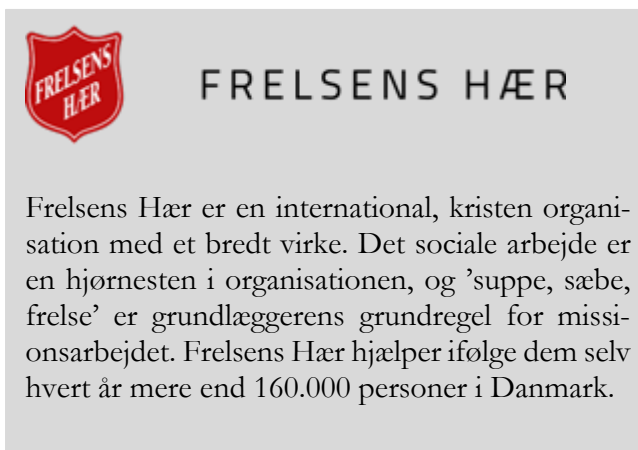 FRELSENS
HÆR
FRELSENS HÆR
Frelsens Hær er en international, kristen organi-
sation med et bredt virke. Det sociale arbejde er
en hjørnesten i organisationen, og ’suppe, sæbe,
frelse’ er grundlæggerens grundregel for missi-
onsarbejdet. Frelsens Hær hjælper ifølge dem selv
hvert år mere end 160.000 personer i Danmark.